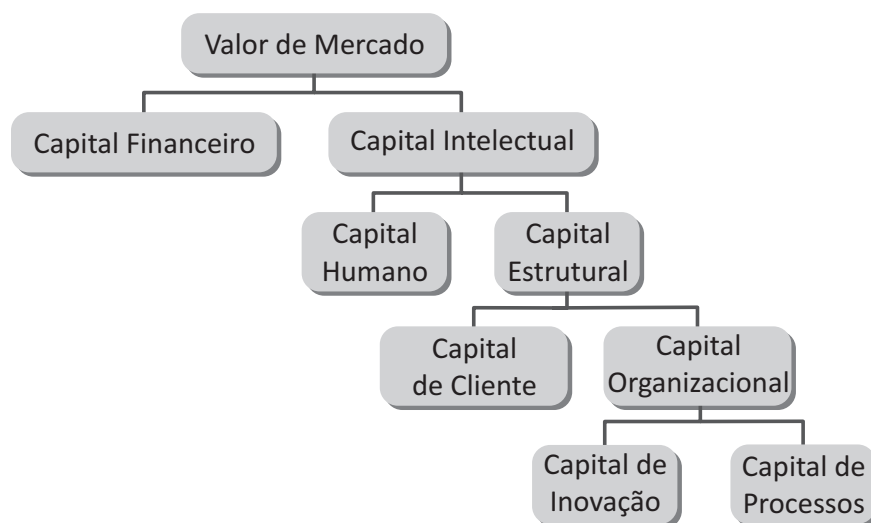 Valor de Mercado
Capital Financeiro
Capital Intelectual
Capital
Humano
Capital
Estrutural
Capital
de Cliente
Capital
Organizacional
Capital de
Inovação
Capital de
Processos